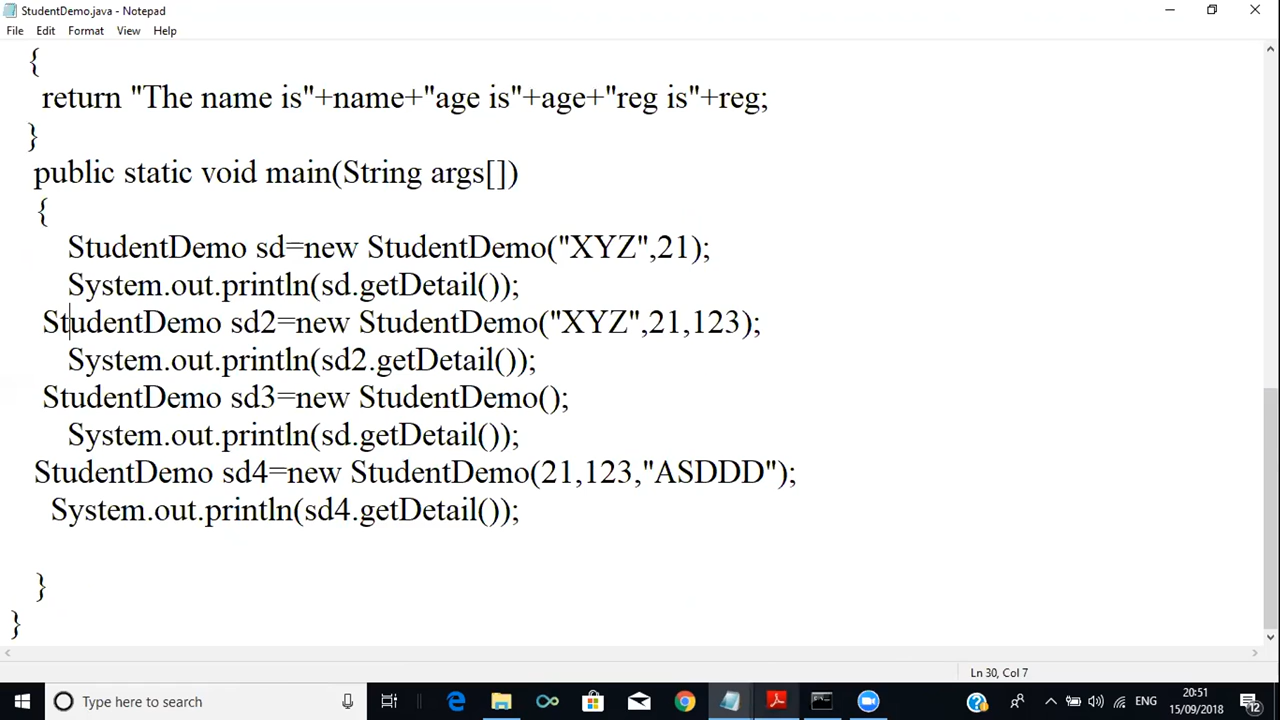 StudentDemo.java - Notepad
File Edit Format View Help
{
return "The name is"+name+"age is"+age+"reg is"+reg;
}
public static void main(String args[])
{
StudentDemo sd=new StudentDemo("XYZ",21);
System.out.println(sd.getDetail());
StudentDemo sd2=new StudentDemo("XYZ",21,123);
System.out.println(sd2.getDetail());
StudentDemo sd3=new StudentDemo();
System.out.println(sd.getDetail());
StudentDemo sd4=new StudentDemo(21,123,"ASDDD");
System.out.println(sd4.getDetail());
}
}
Ln 30, Col 7
Type here to search
ENG
20:51
15/09/2018
12